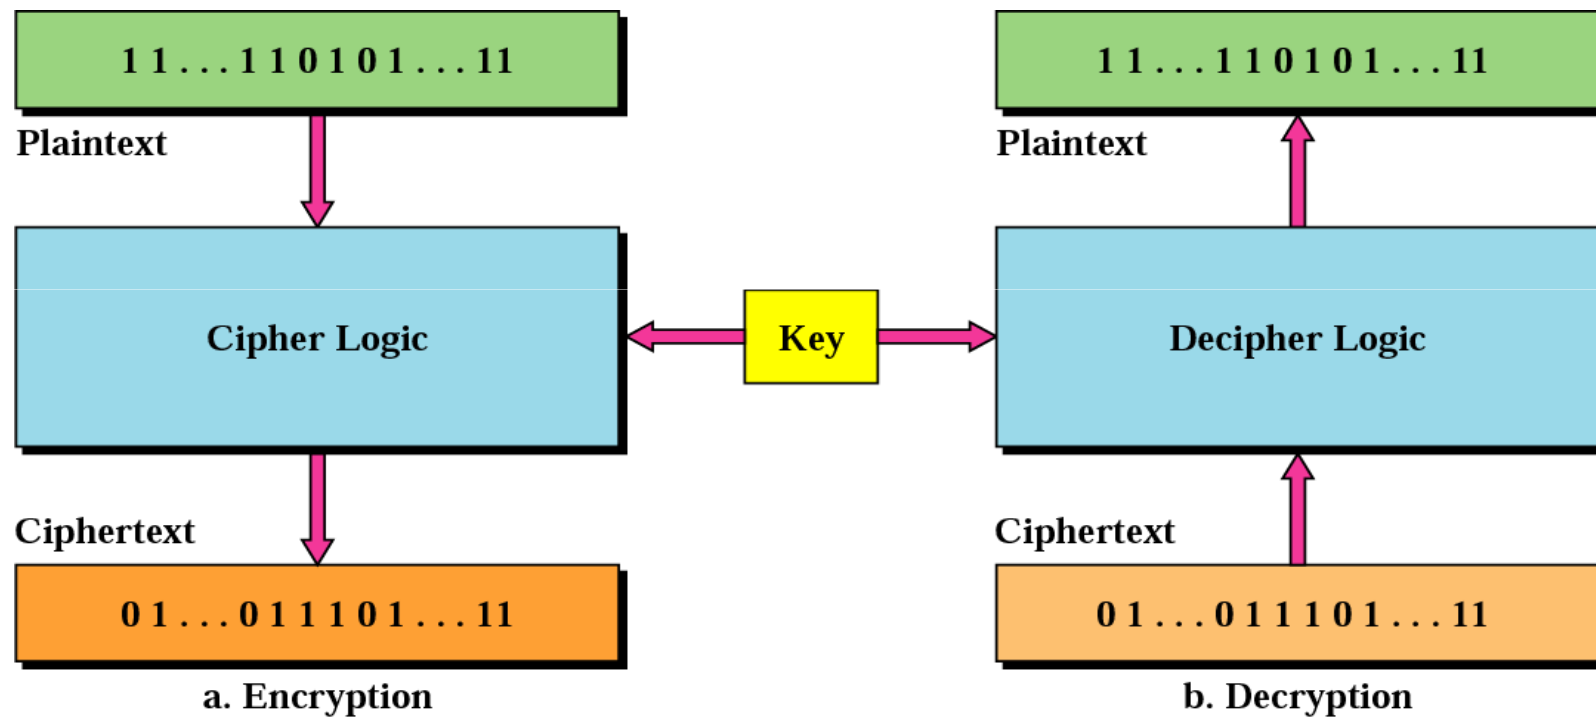 1 1 . . . 1 1 0 1 0 1 . . . 11
Plaintext
Cipher Logic
Ciphertext
0 1 . . . 0 1 1 1 0 1 . . . 11
a. Encryption
Key
1 1 . . . 1 1 0 1 0 1 . . . 11
Plaintext
Decipher Logic
Ciphertext
0 1 . . . 0 1 1 1 0 1 . . . 11
b. Decryption